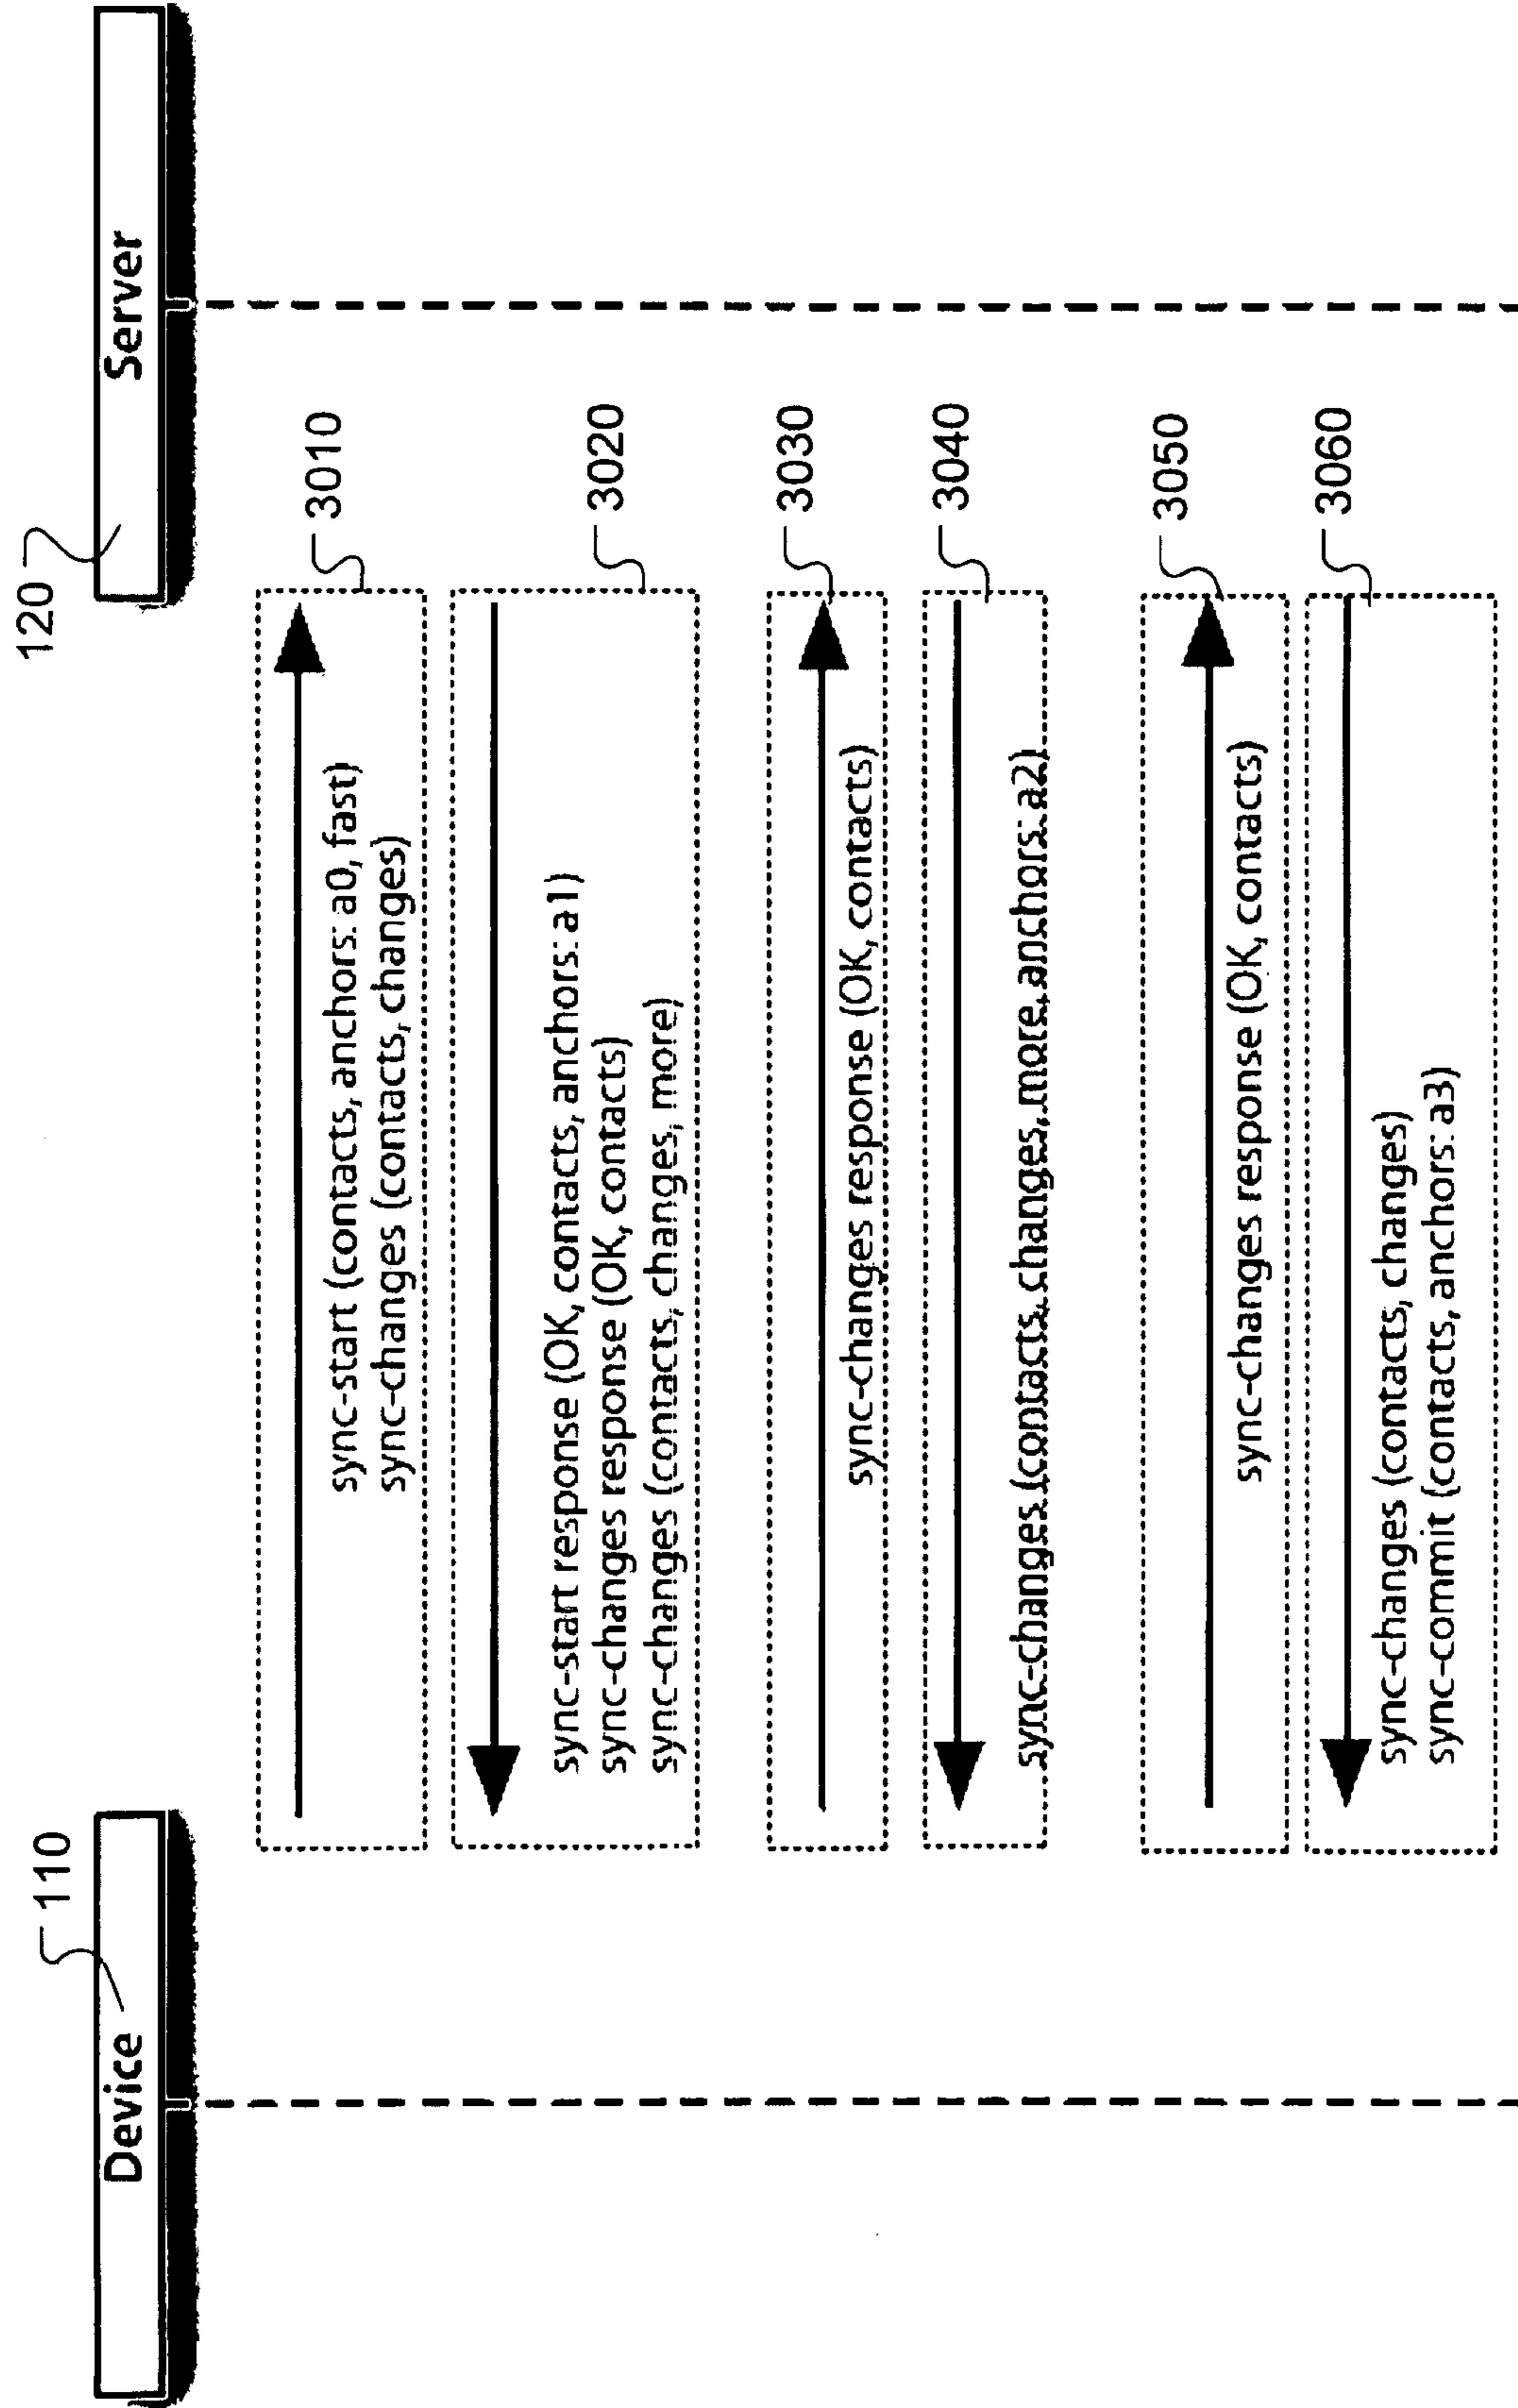 110
Device
120
Server
3010
sync-start (contacts, anchors: a0, fast)
sync-changes (contacts, changes)
3020
sync-start response (OK, contacts, anchors: a1)
sync-changes response (OK, contacts)
sync-changes (contacts, changes, more)
3030
sync-changes response (OK, contacts)
3040
sync-changes (contacts, changes, more, anchors: a2)
3050
sync-changes response (OK, contacts)
3060
sync-changes (contacts, changes)
sync-commit (contacts, anchors: a3)